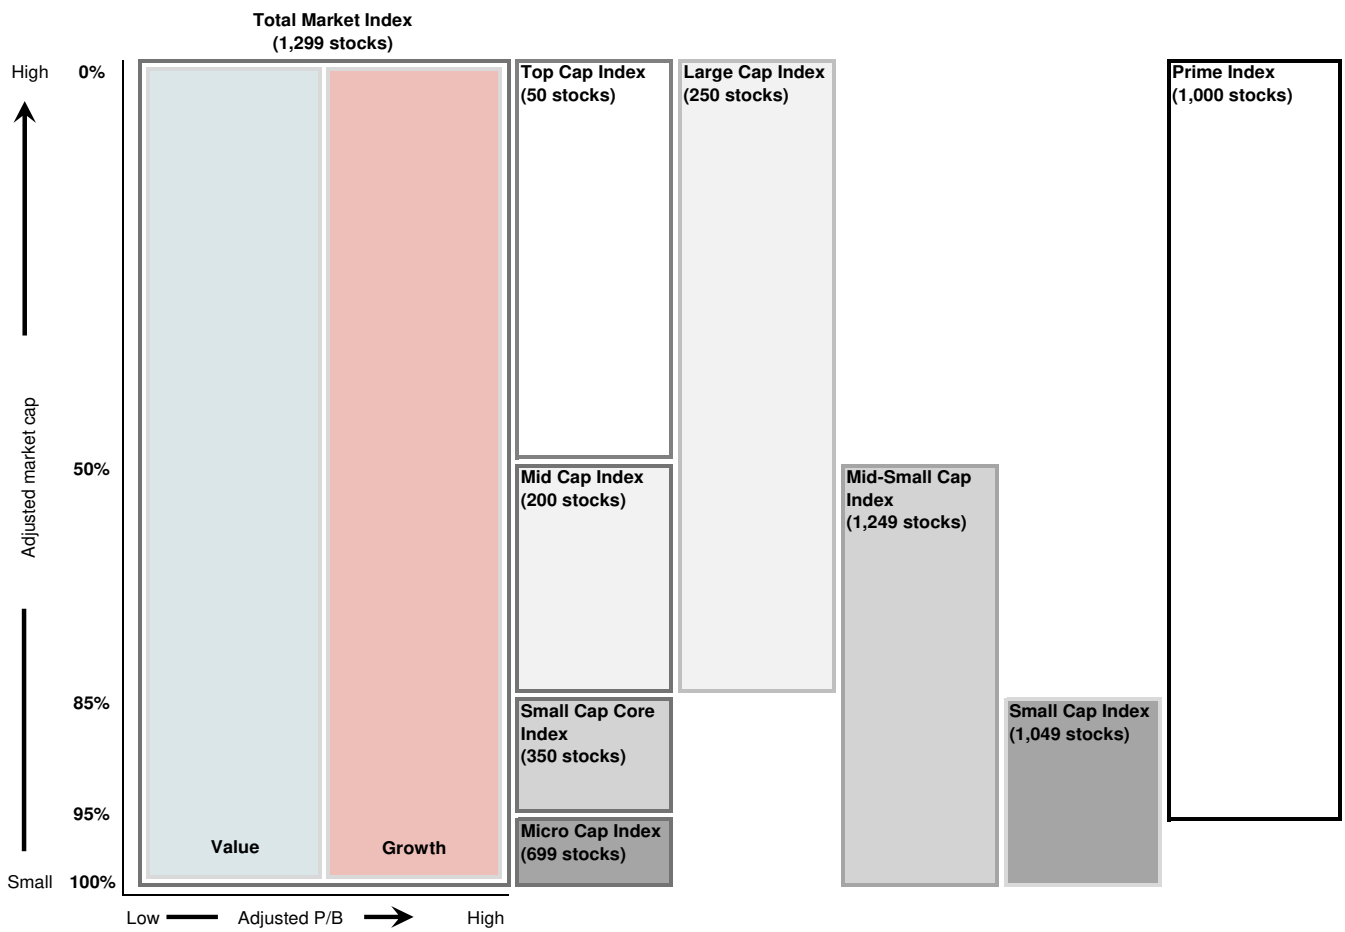 Total Market Index
(1,299 stocks)
High
0%
Top Cap Index
(50 stocks)
Large Cap Index
(250 stocks)
Prime Index
(1,000 stocks)
Adjusted market cap
50%
Mid Cap Index
(200 stocks)
Mid-Small Cap
Index
(1,249 stocks)
85%
Small Cap Core
Index
(350 stocks)
Small Cap Index
(1,049 stocks)
95%
Micro Cap Index
(699 stocks)
Value
Growth
Small
100%
Low
Adjusted P/B
High